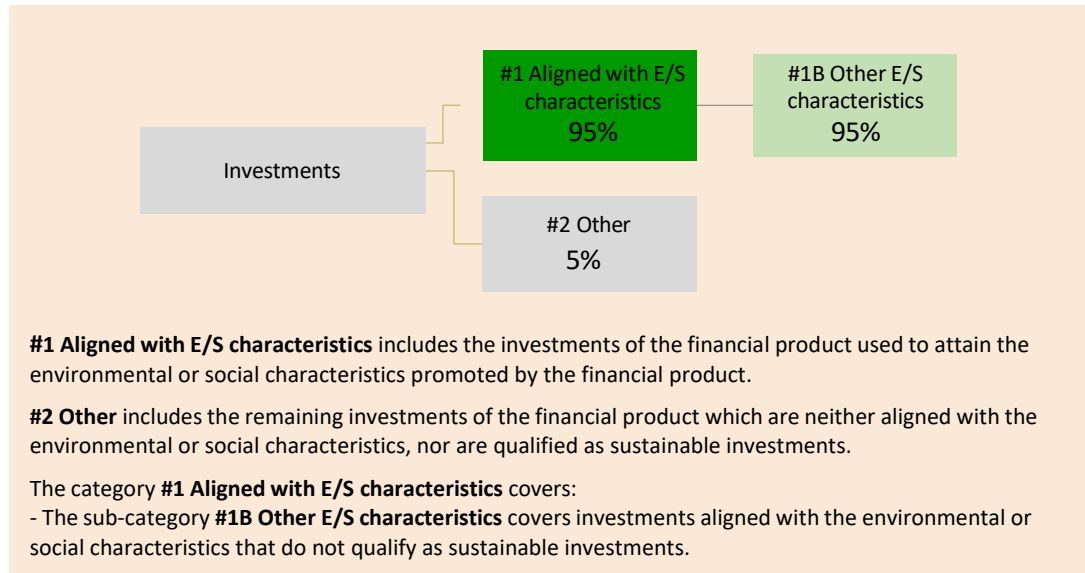 #1 Aligned with E/S
characteristics
95%
#1B Other E/S
characteristics
95%
Investments
#2 Other
5%
#1 Aligned with E/S characteristics includes the investments of the financial product used to attain the
environmental or social characteristics promoted by the financial product.
#2 Other includes the remaining investments of the financial product which are neither aligned with the
environmental or social characteristics, nor are qualified as sustainable investments.
The category #1 Aligned with E/S characteristics covers:
- The sub-category #1B Other E/S characteristics covers investments aligned with the environmental or
social characteristics that do not qualify as sustainable investments.